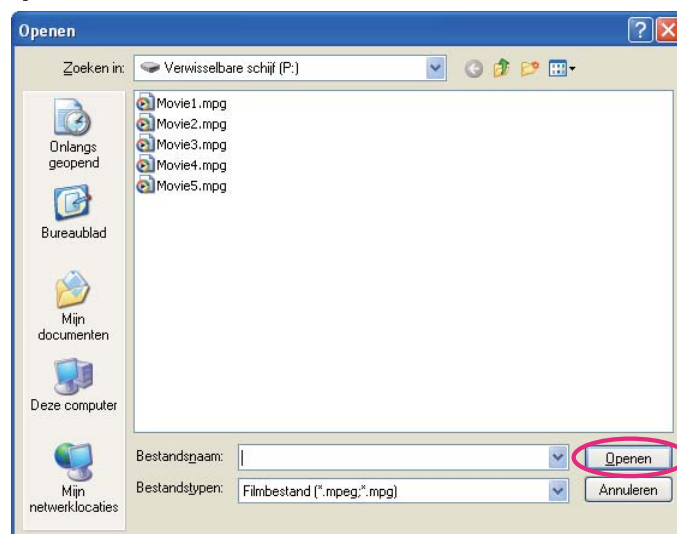 Openen
Zoeken in: Verwisselbare schijf (P:)
Movie1.mpg
Movie2.mpg
Movie3.mpg
Movie4.mpg
Movie5.mpg
Onlangs
geopend
Bureaublad
Mijn
documenten
Deze computer
Mijn
netwerklocaties
Bestandsnaam:
Openen
Bestandstypen: Filmbestand (*.mpeg;*.mpg)
Annuleren